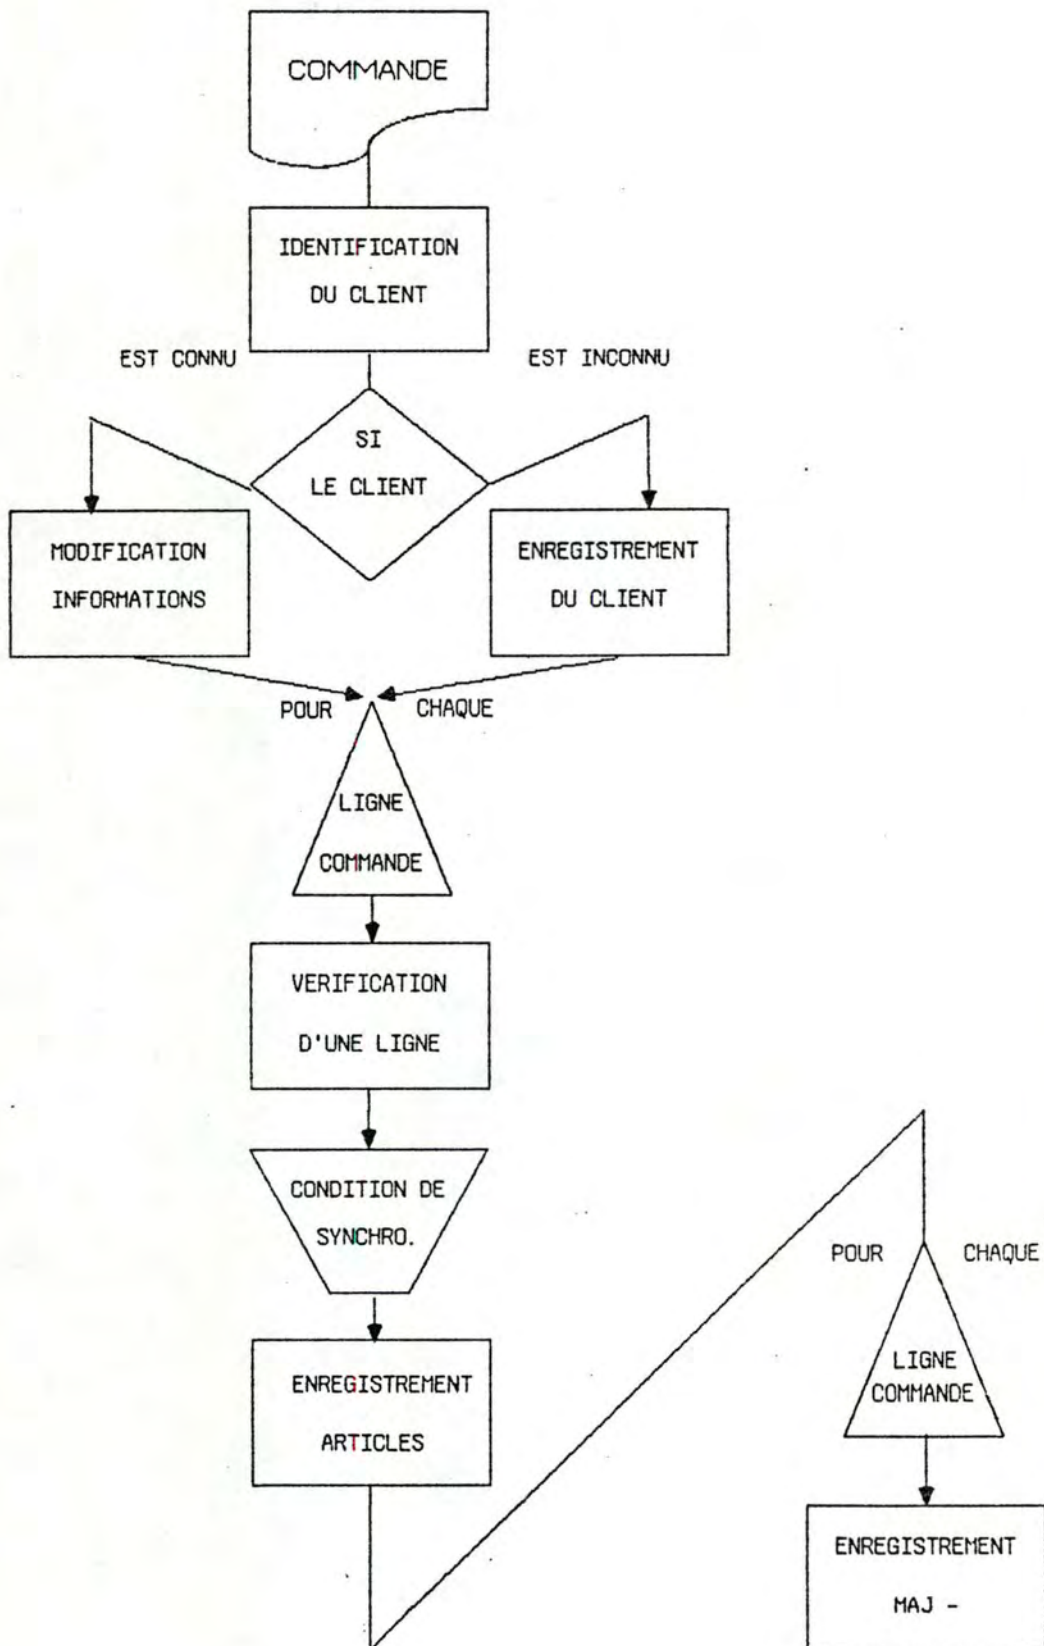 COMMANDE
IDENTIFICATION
DU CLIENT
EST CONNU
EST INCONNU
SI
LE CLIENT
MODIFICATION
INFORMATIONS
ENREGISTREMENT
DU CLIENT
POUR CHAQUE
LIGNE
COMMANDE
VERIFICATION
D'UNE LIGNE
CONDITION DE
SYNCHRO.
ENREGISTREMENT
ARTICLES
POUR CHAQUE
LIGNE
COMMANDE
ENREGISTREMENT
MAJ -